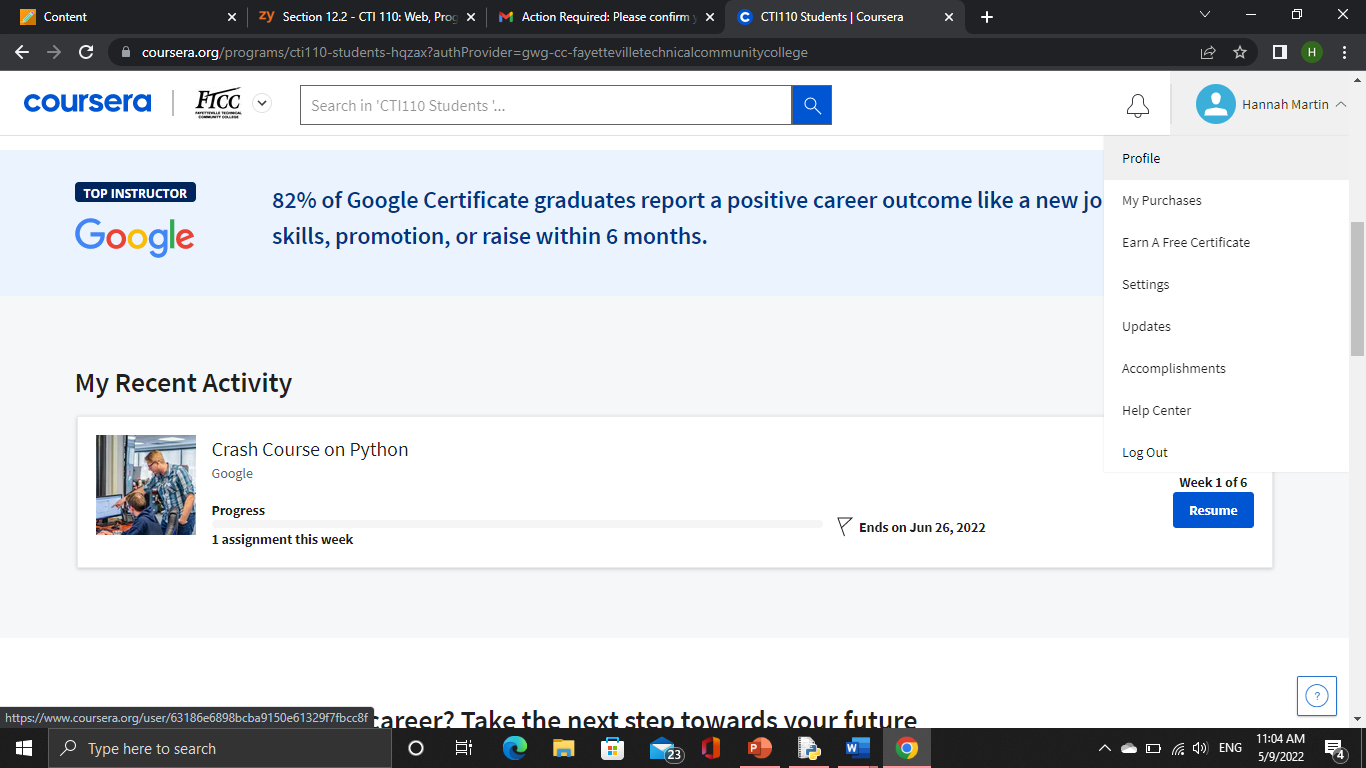 Content
zy Section 12.2 - CTI 110: Web, Prog
Action Required: Please confirm y
C CTI110 Students | Coursera
coursera.org/programs/cti110-students-hqzax?authProvider=gwg-cc-fayettevilletechnicalcommunitycollege
H
coursera
FTCC
FAYETTEVILLE TECHNICAL
COMMUNITY COLLEGE
Search in 'CTI110 Students '...
Hannah Martin
Profile
My Purchases
Earn A Free Certificate
Settings
Updates
Accomplishments
Help Center
Log Out
TOP INSTRUCTOR
Google
82% of Google Certificate graduates report a positive career outcome like a new jo
skills, promotion, or raise within 6 months.
My Recent Activity
Crash Course on Python
Google
Progress
1 assignment this week
Ends on Jun 26, 2022
Week 1 of 6
Resume
career? Take the next step towards your future
?
https://www.coursera.org/user/63186e6898bcba9150e61329f7fbcc8f
Type here to search
23
P
W
ENG
11:04 AM
5/9/2022
4